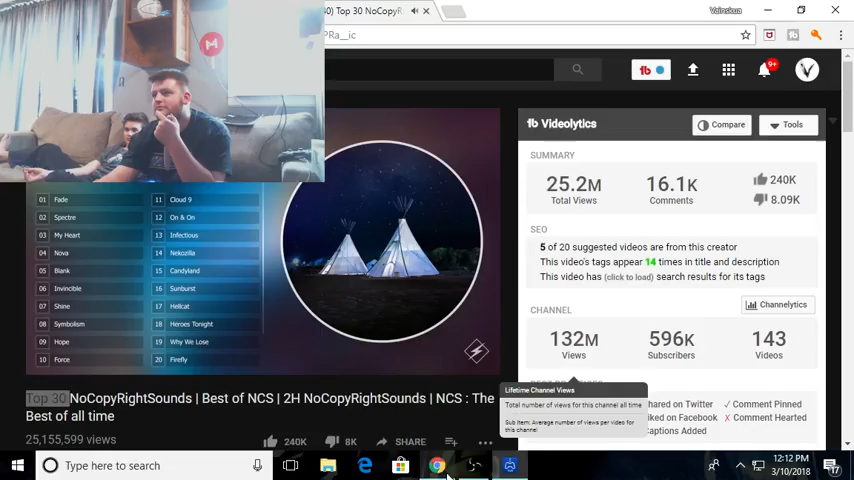 40) Top 30 NoCopyR
Vainskua
PRa__ic
9+
Videolytics
Compare
Tools
SUMMARY
25.2M
Total Views
16.1K
Comments
240K
8.09K
SEO
5 of 20 suggested videos are from this creator
This video's tags appear 14 times in title and description
This video has (click to load) search results for its tags
CHANNEL
Channelytics
132M
Views
596K
Subscribers
143
Videos
01 Fade
02 Spectre
03 My Heart
04 Nova
05 Blank
06 Invincible
07 Shine
08 Symbolism
09 Hope
10 Force
11 Cloud 9
12 On & On
13 Infectious
14 Nekozilla
15 Candyland
16 Sunburst
17 Hellcat
18 Heroes Tonight
19 Why We Lose
20 Firefly
Lifetime Channel Views
Total number of views for this channel all time
Sub Item: Average number of views per video for
this channel
hared on Twitter
iked on Facebook
aptions Added
✓ Comment Pinned
✗ Comment Hearted
Top 30 NoCopyRightSounds | Best of NCS | 2H NoCopyRightSounds | NCS : The
Best of all time
25,155,599 views
240K
8K
SHARE
Type here to search
12:12 PM
3/10/2018
17